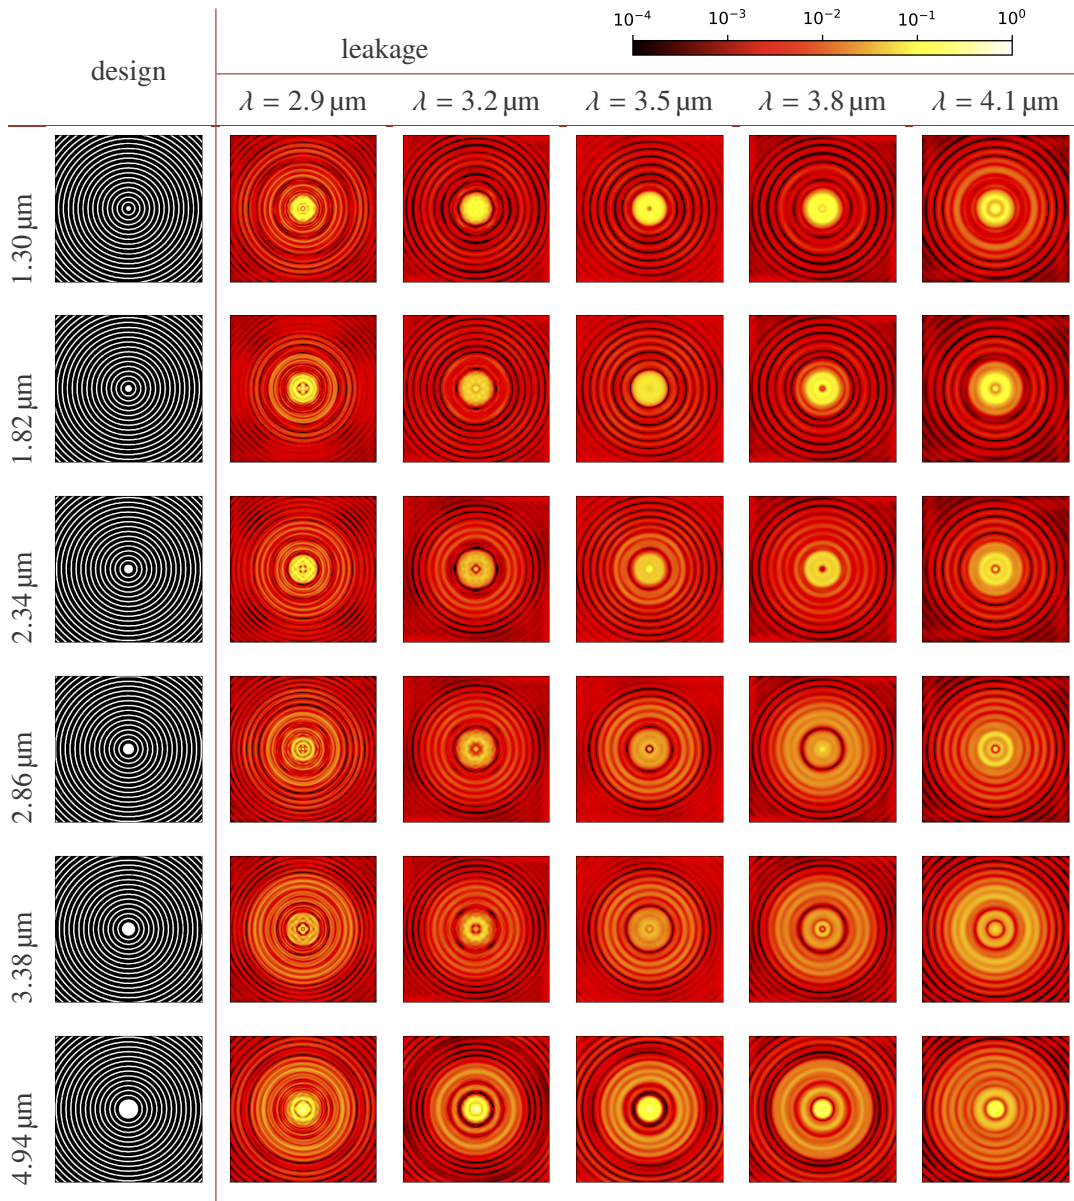 10⁻⁴ 10⁻³ 10⁻² 10⁻¹ 10⁰
leakage
design
λ = 2.9 µm λ = 3.2 µm λ = 3.5 µm λ = 3.8 µm λ = 4.1 µm
1.30 µm
1.82 µm
2.34 µm
2.86 µm
3.38 µm
4.94 µm